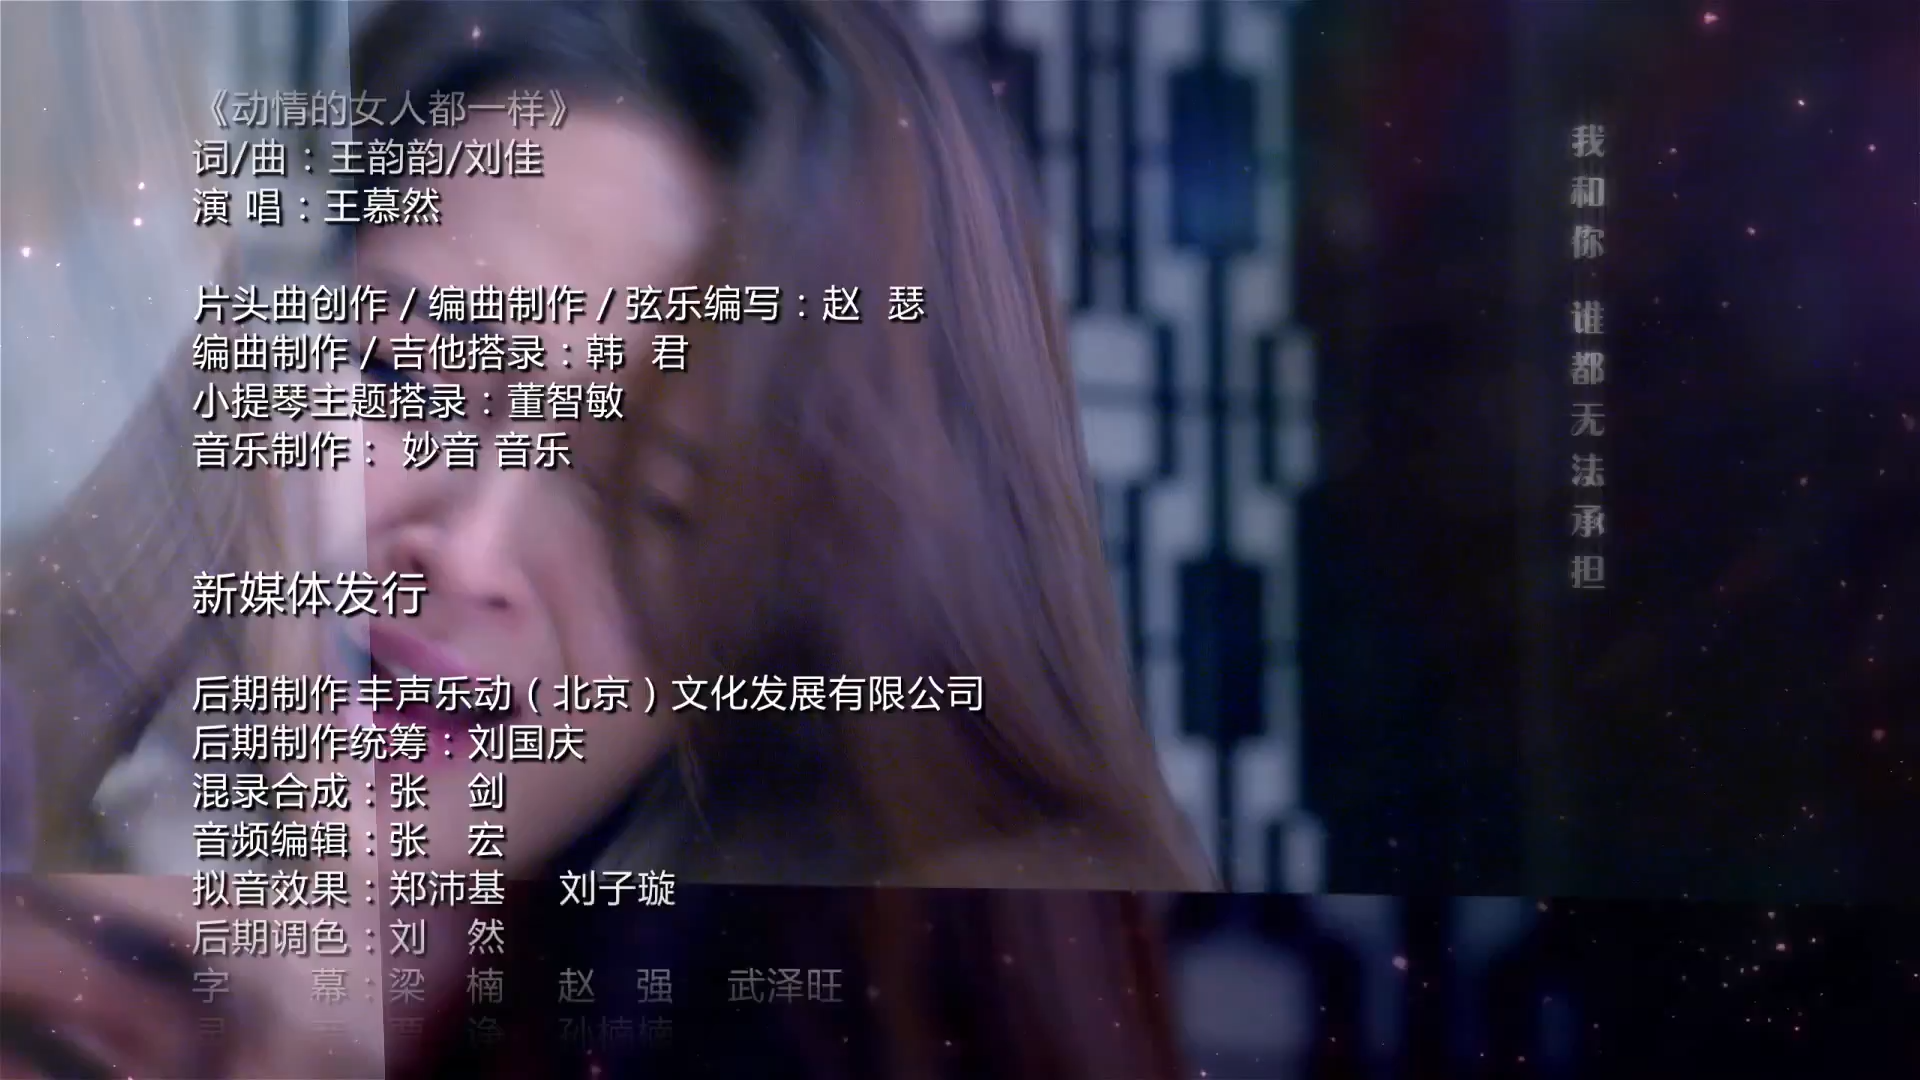 《动情的女人都一样》
词/曲：王韵韵/刘佳
演 唱：王慕然
片头曲创作 / 编曲制作 / 弦乐编写：赵 瑟
编曲制作 / 吉他搭录：韩 君
小提琴主题搭录：董智敏
音乐制作： 妙音 音乐
新媒体发行
后期制作 丰声乐动（北京）文化发展有限公司
后期制作统筹：刘国庆
混录合成：张 剑
音频编辑：张 宏
拟音效果：郑沛基 刘子璇
后期调色：刘 然
字 幕：梁 楠 赵 强 武泽旺
孙楠楠
我和你 谁都无法承担